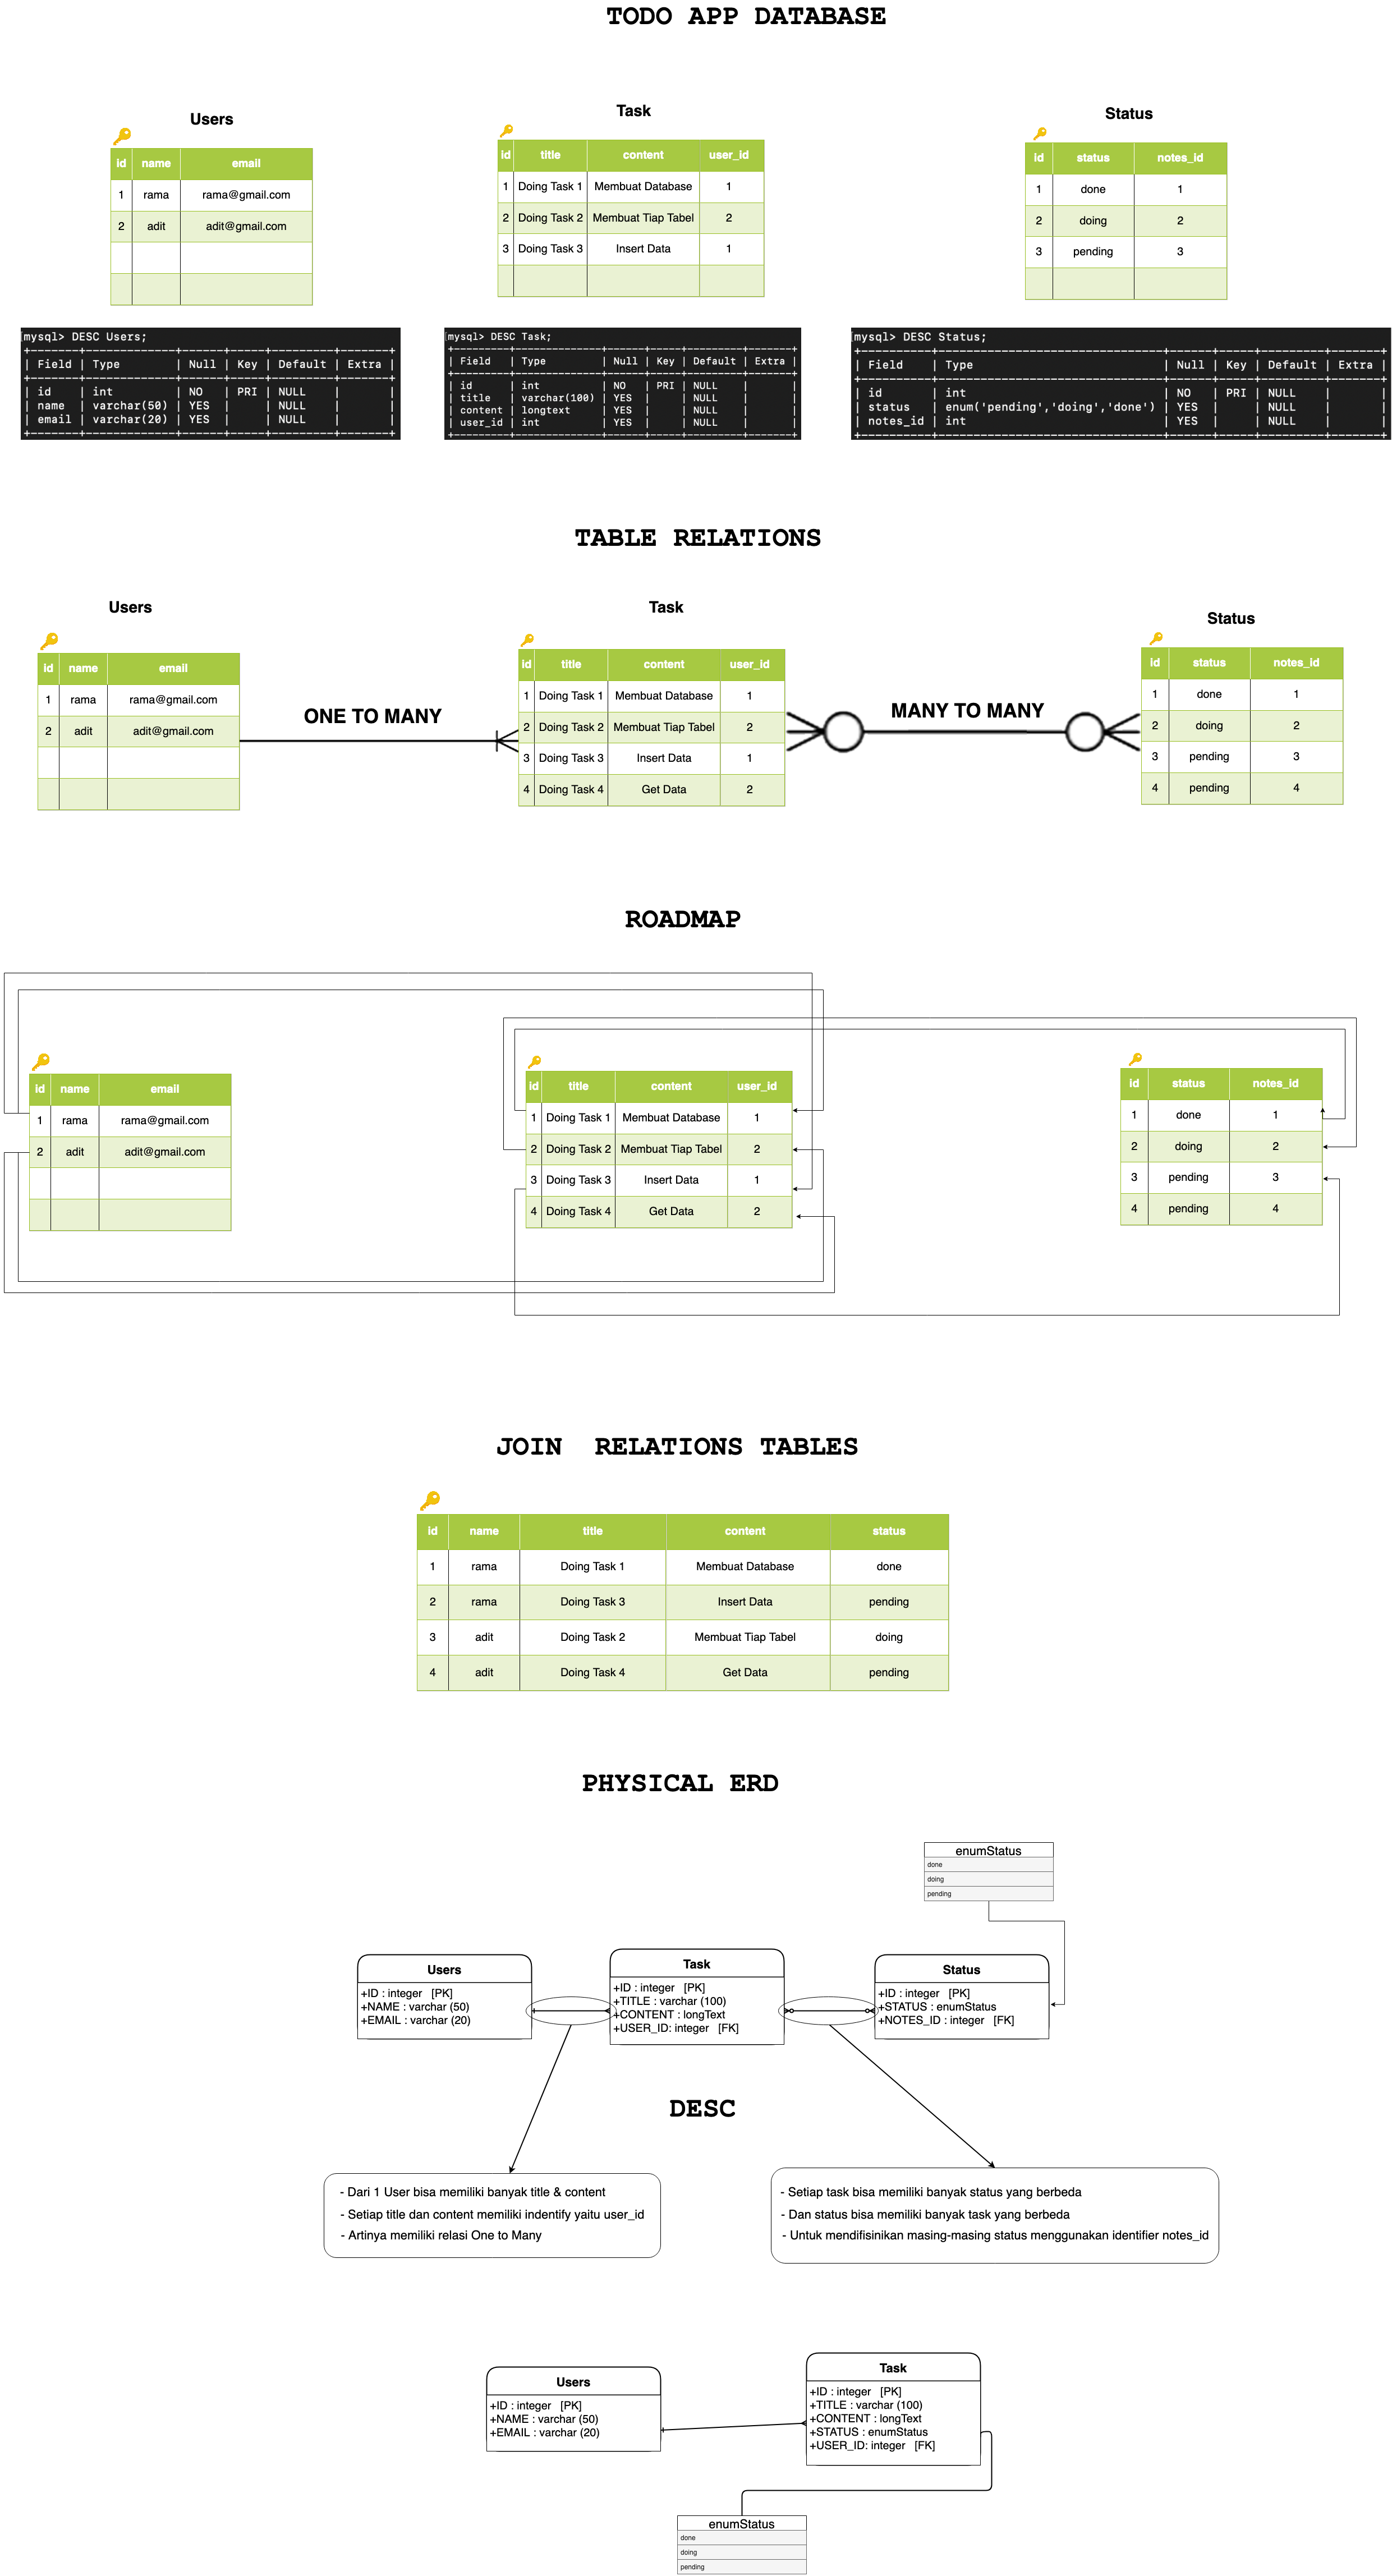 TODO APP DATABASE
Users
Task
Status
id name email
1 rama rama@gmail.com
2 adit adit@gmail.com
id title content user_id
1 Doing Task 1 Membuat Database 1
2 Doing Task 2 Membuat Tiap Tabel 2
3 Doing Task 3 Insert Data 1
id status notes_id
1 done 1
2 doing 2
3 pending 3
mysql> DESC Users;
| Field | Type | Null | Key | Default | Extra |
| id | int | NO | PRI | NULL | |
| name | varchar(50) | YES | | NULL | |
| email | varchar(20) | YES | | NULL | |
mysql> DESC Task;
| Field | Type | Null | Key | Default | Extra |
| id | int | NO | PRI | NULL | |
| title | varchar(100) | YES | | NULL | |
| content | longtext | YES | | NULL | |
| user_id | int | YES | | NULL | |
mysql> DESC Status;
| Field | Type | Null | Key | Default | Extra |
| id | int | NO | PRI | NULL | |
| status | enum('pending','doing','done') | YES | | NULL | |
| notes_id | int | YES | | NULL | |
TABLE RELATIONS
Users
Task
Status
id name email
1 rama rama@gmail.com
2 adit adit@gmail.com
ONE TO MANY
id title content user_id
1 Doing Task 1 Membuat Database 1
2 Doing Task 2 Membuat Tiap Tabel 2
3 Doing Task 3 Insert Data 1
4 Doing Task 4 Get Data 2
MANY TO MANY
id status notes_id
1 done 1
2 doing 2
3 pending 3
4 pending 4
ROADMAP
id name email
1 rama rama@gmail.com
2 adit adit@gmail.com
id title content user_id
1 Doing Task 1 Membuat Database 1
2 Doing Task 2 Membuat Tiap Tabel 2
3 Doing Task 3 Insert Data 1
4 Doing Task 4 Get Data 2
id status notes_id
1 done 1
2 doing 2
3 pending 3
4 pending 4
JOIN RELATIONS TABLES
id name title content status
1 rama Doing Task 1 Membuat Database done
2 rama Doing Task 3 Insert Data pending
3 adit Doing Task 2 Membuat Tiap Tabel doing
4 adit Doing Task 4 Get Data pending
PHYSICAL ERD
enumStatus
done
doing
pending
Users
+ID : integer [PK]
+NAME : varchar (50)
+EMAIL : varchar (20)
Task
+ID : integer [PK]
+TITLE : varchar (100)
+CONTENT : longText
+USER_ID: integer [FK]
Status
+ID : integer [PK]
+STATUS : enumStatus
+NOTES_ID : integer [FK]
DESC
- Dari 1 User bisa memiliki banyak title & content
- Setiap title dan content memiliki indentify yaitu user_id
- Artinya memiliki relasi One to Many
- Setiap task bisa memiliki banyak status yang berbeda
- Dan status bisa memiliki banyak task yang berbeda
- Untuk mendifisinikan masing-masing status menggunakan identifier notes_id
Users
+ID : integer [PK]
+NAME : varchar (50)
+EMAIL : varchar (20)
Task
+ID : integer [PK]
+TITLE : varchar (100)
+CONTENT : longText
+STATUS : enumStatus
+USER_ID: integer [FK]
enumStatus
done
doing
pending